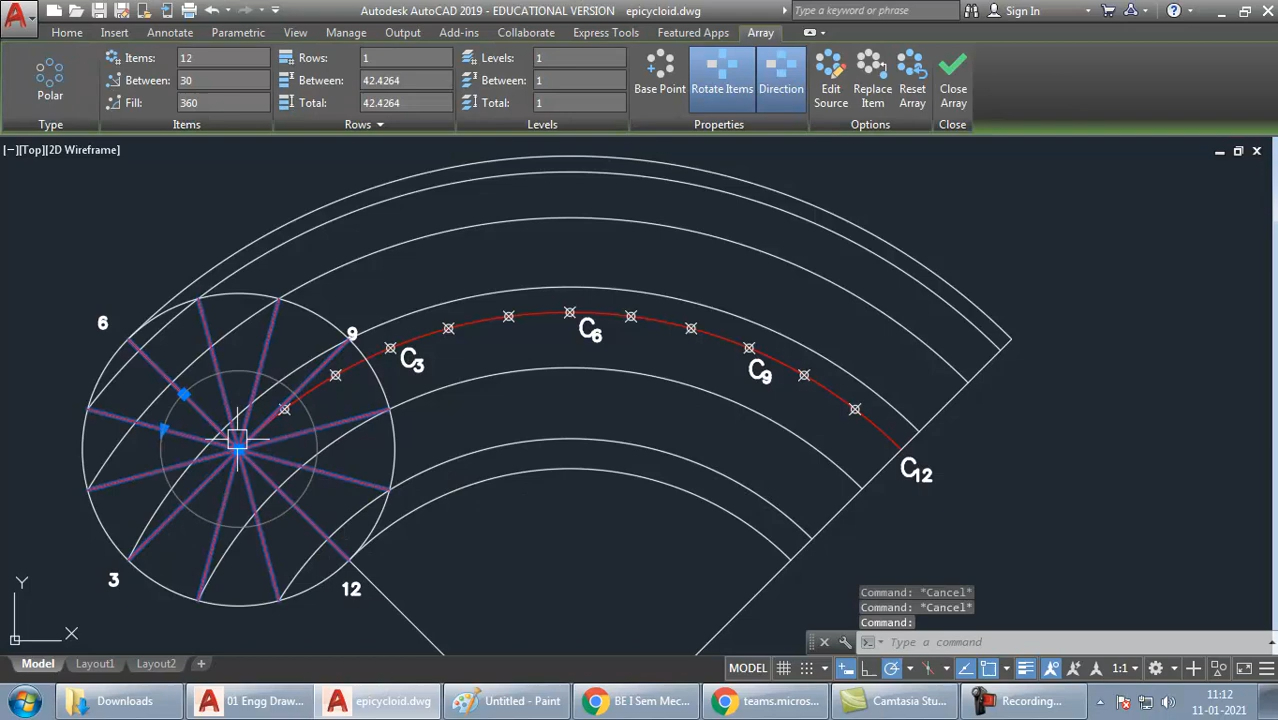 Autodesk AutoCAD 2019 - EDUCATIONAL VERSION epicycloid.dwg
Type a keyword or phrase
Sign In
Home Insert Annotate Parametric View Manage Output Add-ins Collaborate Express Tools Featured Apps Array
Polar
Type
Items: 12
Between: 30
Fill: 360
Items
Rows: 1
Between: 42.4264
Total: 42.4264
Rows
Levels: 1
Between: 1
Total: 1
Levels
Base Point
Rotate Items
Direction
Properties
Edit Source
Replace Item
Reset Array
Options
Close Array
Close
[−][Top][2D Wireframe]
6
9
C3
C6
C9
C12
3
12
Y
X
Command: *Cancel*
Command: *Cancel*
Command:
Type a command
Model Layout1 Layout2 +
MODEL
1:1
Downloads
01 Engg Draw...
epicycloid.dwg
Untitled - Paint
BE I Sem Mec...
teams.micros...
Camtasia Stu...
Recording...
11:12
11-01-2021